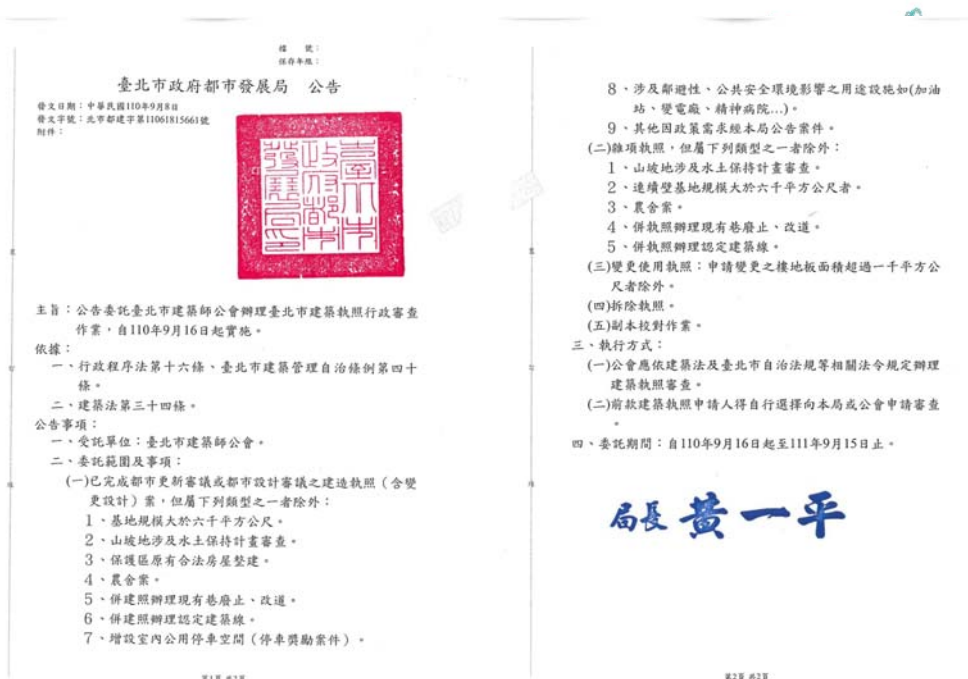 檔　號：
保存年限：
臺北市政府都市發展局　公告
發文日期：中華民國110年9月8日
發文字號：北市都建字第11061815661號
附件：
臺北市政府都市發展局印
主旨：公告委託臺北市建築師公會辦理臺北市建築執照行政審查
作業，自110年9月16日起實施。
依據：
一、行政程序法第十六條、臺北市建築管理自治條例第四十
條。
二、建築法第三十四條。
公告事項：
一、受託單位：臺北市建築師公會。
二、委託範圍及事項：
(一)已完成都市更新審議或都市設計審議之建造執照（含變
更設計）案，但屬下列類型之一者除外：
1、基地規模大於六千平方公尺。
2、山坡地涉及水土保持計畫審查。
3、保護區原有合法房屋整建。
4、農舍案。
5、併建照辦理現有巷廢止、改道。
6、併建照辦理認定建築線。
7、增設室內公用停車空間（停車獎勵案件）。
第1頁 共2頁
8、涉及鄰避性、公共安全環境影響之用途設施如(加油
站、變電廠、精神病院...)。
9、其他因政策需求經本局公告案件。
(二)雜項執照，但屬下列類型之一者除外：
1、山坡地涉及水土保持計畫審查。
2、連續壁基地規模大於六千平方公尺者。
3、農舍案。
4、併執照辦理現有巷廢止、改道。
5、併執照辦理認定建築線。
(三)變更使用執照：申請變更之樓地板面積超過一千平方公
尺者除外。
(四)拆除執照。
(五)副本校對作業。
三、執行方式：
(一)公會應依建築法及臺北市自治法規等相關法令規定辦理
建築執照審查。
(二)前款建築執照申請人得自行選擇向本局或公會申請審查
。
四、委託期間：自110年9月16日起至111年9月15日止。
局長 黃一平
第2頁 共2頁